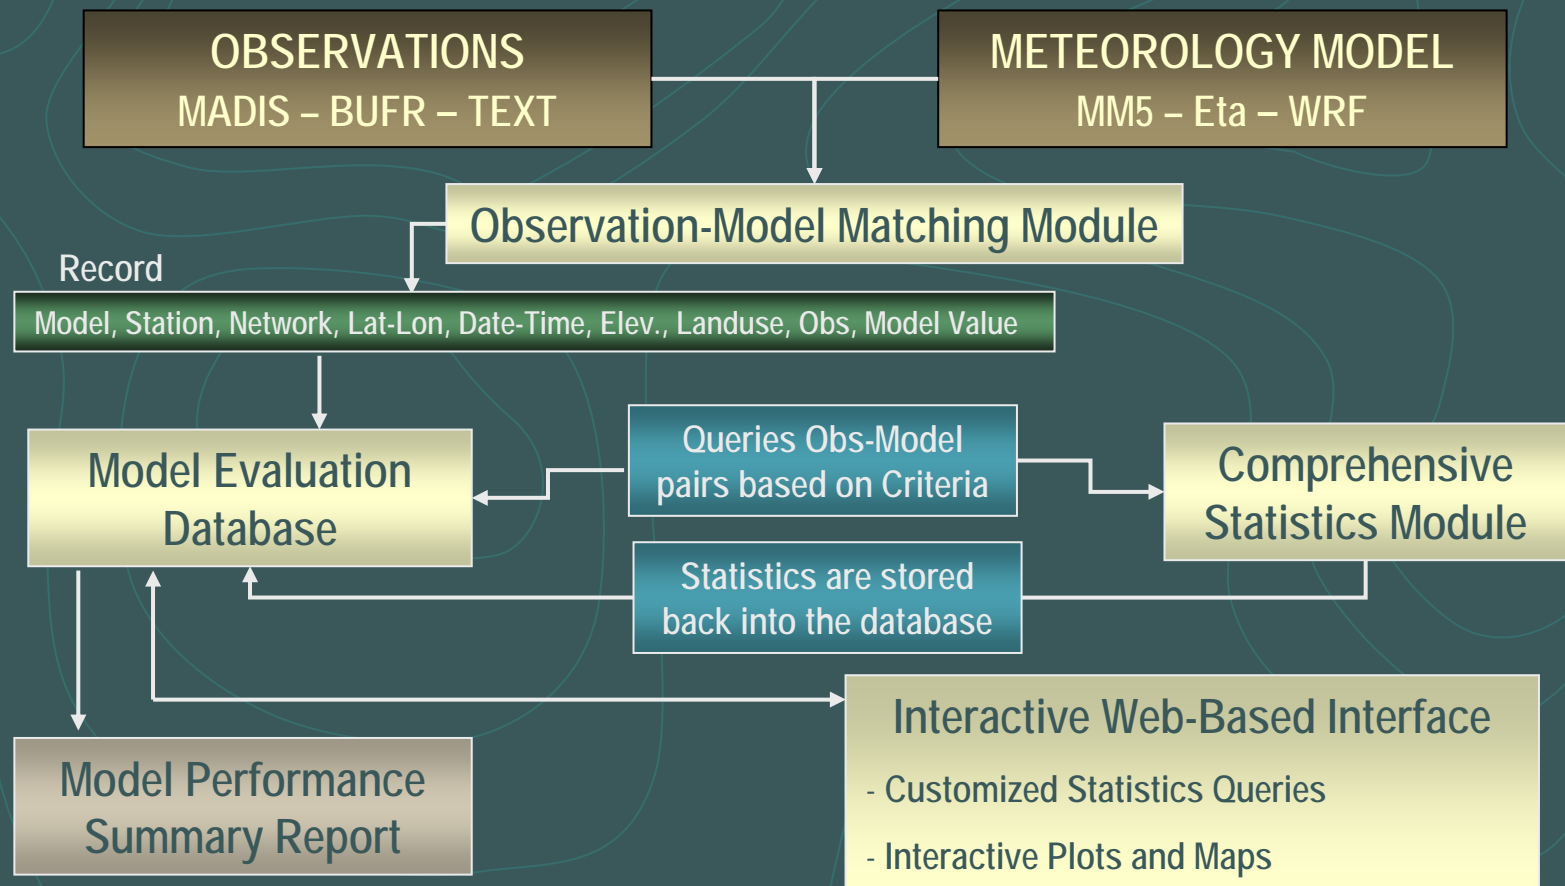 OBSERVATIONS
MADIS – BUFR – TEXT
METEOROLOGY MODEL
MM5 – Eta – WRF
Observation-Model Matching Module
Record
Model, Station, Network, Lat-Lon, Date-Time, Elev., Landuse, Obs, Model Value
Model Evaluation
Database
Queries Obs-Model
pairs based on Criteria
Comprehensive
Statistics Module
Statistics are stored
back into the database
Model Performance
Summary Report
Interactive Web-Based Interface
- Customized Statistics Queries
- Interactive Plots and Maps